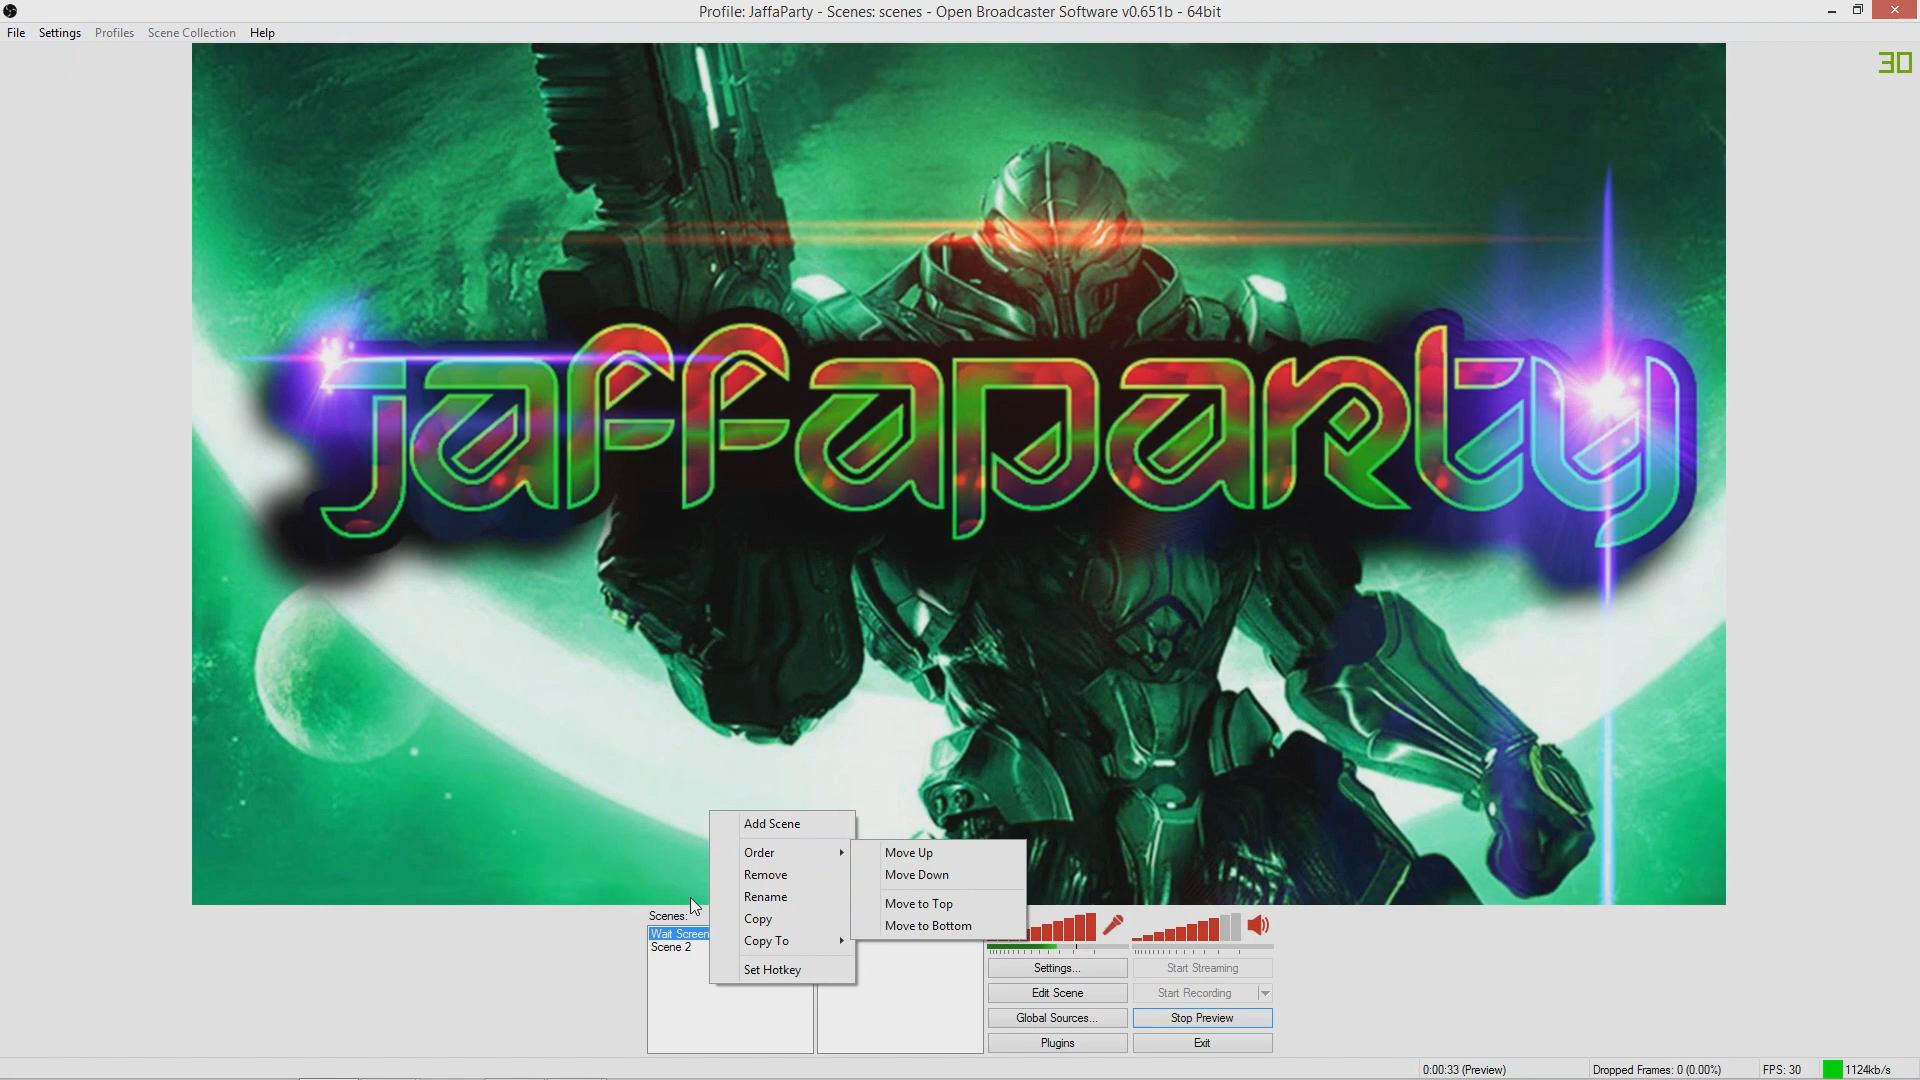 Profile: JaffaParty - Scenes: scenes - Open Broadcaster Software v0.651b - 64bit
File Settings Profiles Scene Collection Help
30
jaffaparty
Add Scene
Order
Remove
Rename
Copy
Copy To
Set Hotkey
Move Up
Move Down
Move to Top
Move to Bottom
Scenes:
Wait Screen
Scene 2
Settings...
Start Streaming
Edit Scene
Start Recording
Global Sources...
Stop Preview
Plugins
Exit
0:00:33 (Preview)
Dropped Frames: 0 (0.00%)
FPS: 30
1124kb/s